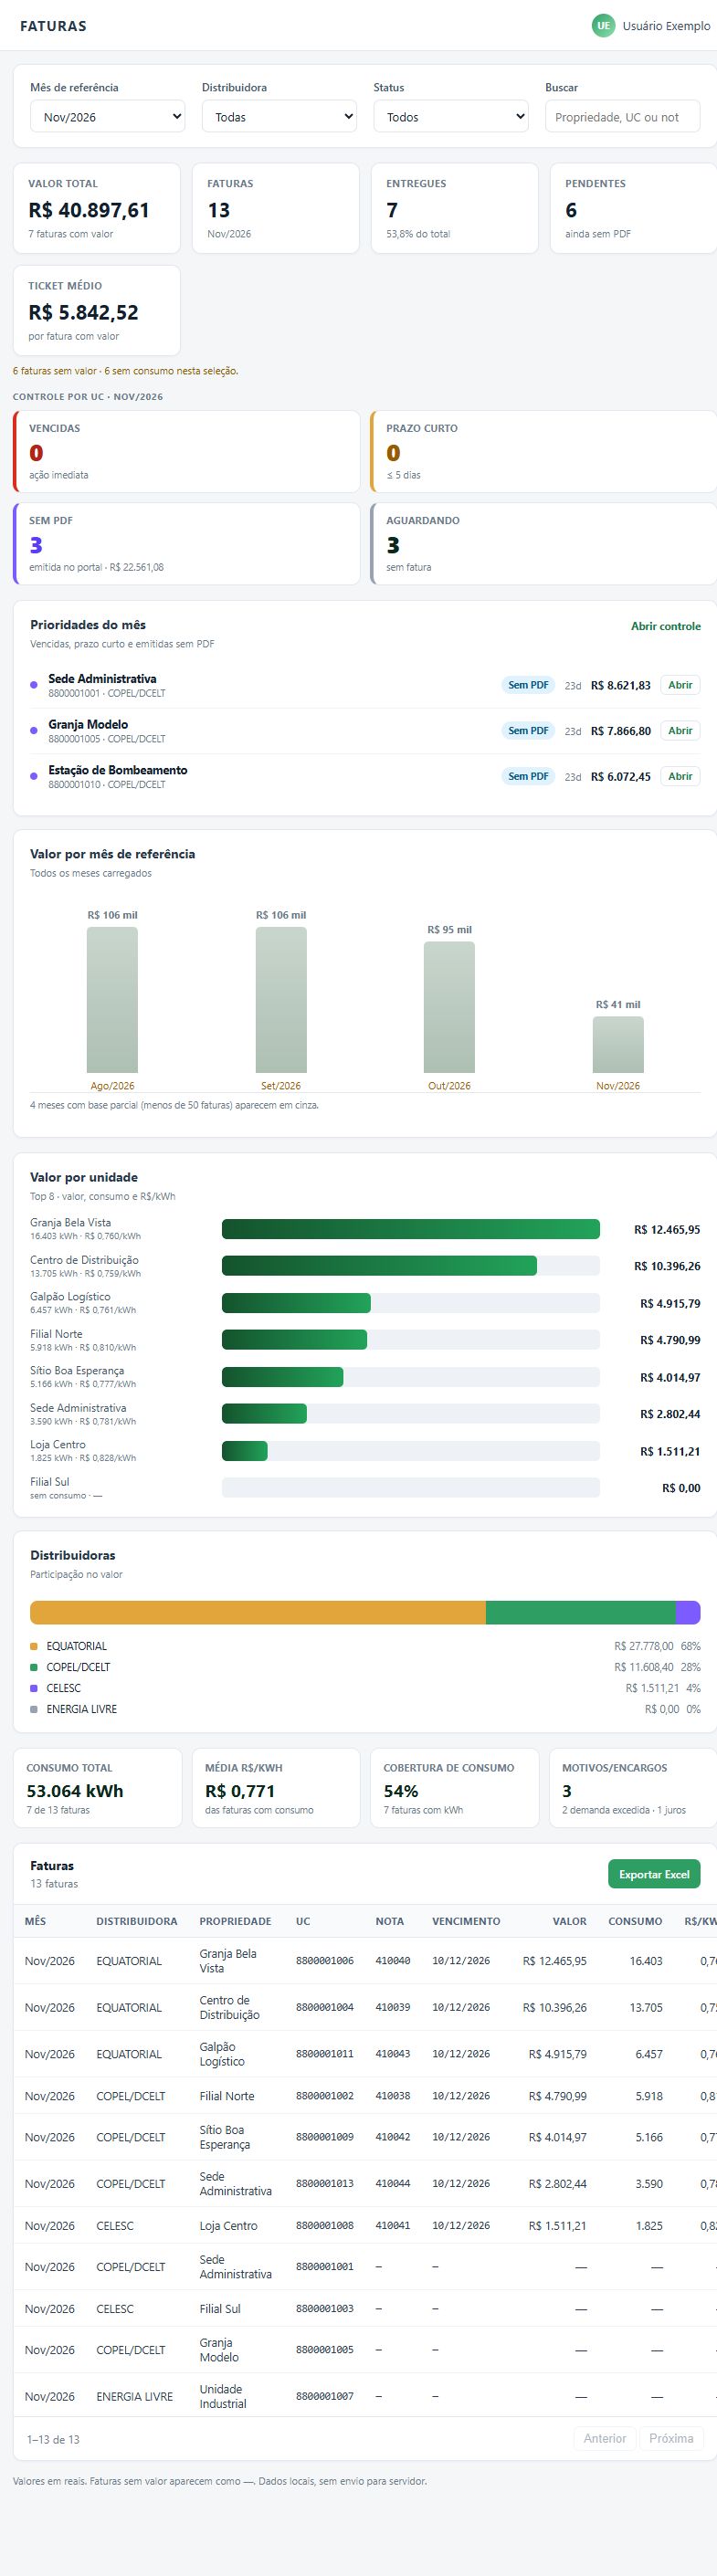 FATURAS
UE Usuário Exemplo
Mês de referência Distribuidora Status Buscar
Nov/2026 Todas Todos Propriedade, UC ou not
VALOR TOTAL FATURAS ENTREGUES PENDENTES
R$ 40.897,61 13 7 6
7 faturas com valor Nov/2026 53,8% do total ainda sem PDF
TICKET MÉDIO
R$ 5.842,52
por fatura com valor
6 faturas sem valor · 6 sem consumo nesta seleção.
CONTROLE POR UC · NOV/2026
VENCIDAS PRAZO CURTO
0 0
ação imediata ≤ 5 dias
SEM PDF AGUARDANDO
3 3
emitida no portal · R$ 22.561,08 sem fatura
Prioridades do mês Abrir controle
Vencidas, prazo curto e emitidas sem PDF
Sede Administrativa
8800001001 · COPEL/DCELT
Sem PDF 23d R$ 8.621,83 Abrir
Granja Modelo
8800001005 · COPEL/DCELT
Sem PDF 23d R$ 7.866,80 Abrir
Estação de Bombeamento
8800001010 · COPEL/DCELT
Sem PDF 23d R$ 6.072,45 Abrir
Valor por mês de referência
Todos os meses carregados
R$ 106 mil R$ 106 mil R$ 95 mil R$ 41 mil
Ago/2026 Set/2026 Out/2026 Nov/2026
4 meses com base parcial (menos de 50 faturas) aparecem em cinza.
Valor por unidade
Top 8 · valor, consumo e R$/kWh
Granja Bela Vista
16.403 kWh · R$ 0,760/kWh
R$ 12.465,95
Centro de Distribuição
13.705 kWh · R$ 0,759/kWh
R$ 10.396,26
Galpão Logístico
6.457 kWh · R$ 0,761/kWh
R$ 4.915,79
Filial Norte
5.918 kWh · R$ 0,810/kWh
R$ 4.790,99
Sítio Boa Esperança
5.166 kWh · R$ 0,777/kWh
R$ 4.014,97
Sede Administrativa
3.590 kWh · R$ 0,781/kWh
R$ 2.802,44
Loja Centro
1.825 kWh · R$ 0,828/kWh
R$ 1.511,21
Filial Sul
sem consumo · —
R$ 0,00
Distribuidoras
Participação no valor
EQUATORIAL R$ 27.778,00 68%
COPEL/DCELT R$ 11.608,40 28%
CELESC R$ 1.511,21 4%
ENERGIA LIVRE R$ 0,00 0%
CONSUMO TOTAL MÉDIA R$/KWH COBERTURA DE CONSUMO MOTIVOS/ENCARGOS
53.064 kWh R$ 0,771 54% 3
7 de 13 faturas das faturas com consumo 7 faturas com kWh 2 demanda excedida · 1 juros
Faturas
13 faturas
Exportar Excel
MÊS DISTRIBUIDORA PROPRIEDADE UC NOTA VENCIMENTO VALOR CONSUMO R$/KW
Nov/2026 EQUATORIAL Granja Bela Vista 8800001006 410040 10/12/2026 R$ 12.465,95 16.403 0,76
Nov/2026 EQUATORIAL Centro de Distribuição 8800001004 410039 10/12/2026 R$ 10.396,26 13.705 0,75
Nov/2026 EQUATORIAL Galpão Logístico 8800001011 410043 10/12/2026 R$ 4.915,79 6.457 0,76
Nov/2026 COPEL/DCELT Filial Norte 8800001002 410038 10/12/2026 R$ 4.790,99 5.918 0,81
Nov/2026 COPEL/DCELT Sítio Boa Esperança 8800001009 410042 10/12/2026 R$ 4.014,97 5.166 0,77
Nov/2026 COPEL/DCELT Sede Administrativa 8800001013 410044 10/12/2026 R$ 2.802,44 3.590 0,78
Nov/2026 CELESC Loja Centro 8800001008 410041 10/12/2026 R$ 1.511,21 1.825 0,82
Nov/2026 COPEL/DCELT Sede Administrativa 8800001001 — — — — —
Nov/2026 CELESC Filial Sul 8800001003 — — — — —
Nov/2026 COPEL/DCELT Granja Modelo 8800001005 — — — — —
Nov/2026 ENERGIA LIVRE Unidade Industrial 8800001007 — — — — —
1–13 de 13 Anterior Próxima
Valores em reais. Faturas sem valor aparecem como —. Dados locais, sem envio para servidor.